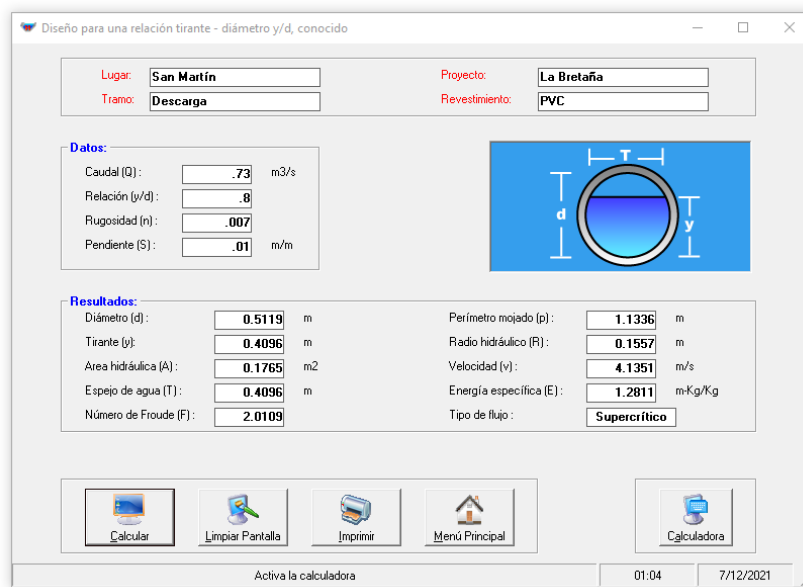 Diseño para una relación tirante - diámetro y/d, conocido
Lugar: San Martín Proyecto: La Bretaña
Tramo: Descarga Revestimiento: PVC
Datos:
Caudal (Q) : .73 m3/s
Relación (y/d) : .8
Rugosidad (n) : .007
Pendiente (S) : .01 m/m
T
d
y
Resultados:
Diámetro (d) : 0.5119 m Perímetro mojado (p) : 1.1336 m
Tirante (y): 0.4096 m Radio hidráulico (R) : 0.1557 m
Area hidráulica (A) : 0.1765 m2 Velocidad (v) : 4.1351 m/s
Espejo de agua (T) : 0.4096 m Energía específica (E) : 1.2811 m-Kg/Kg
Número de Froude (F) : 2.0109 Tipo de flujo : Supercrítico
Calcular Limpiar Pantalla Imprimir Menú Principal Calculadora
Activa la calculadora 01:04 7/12/2021